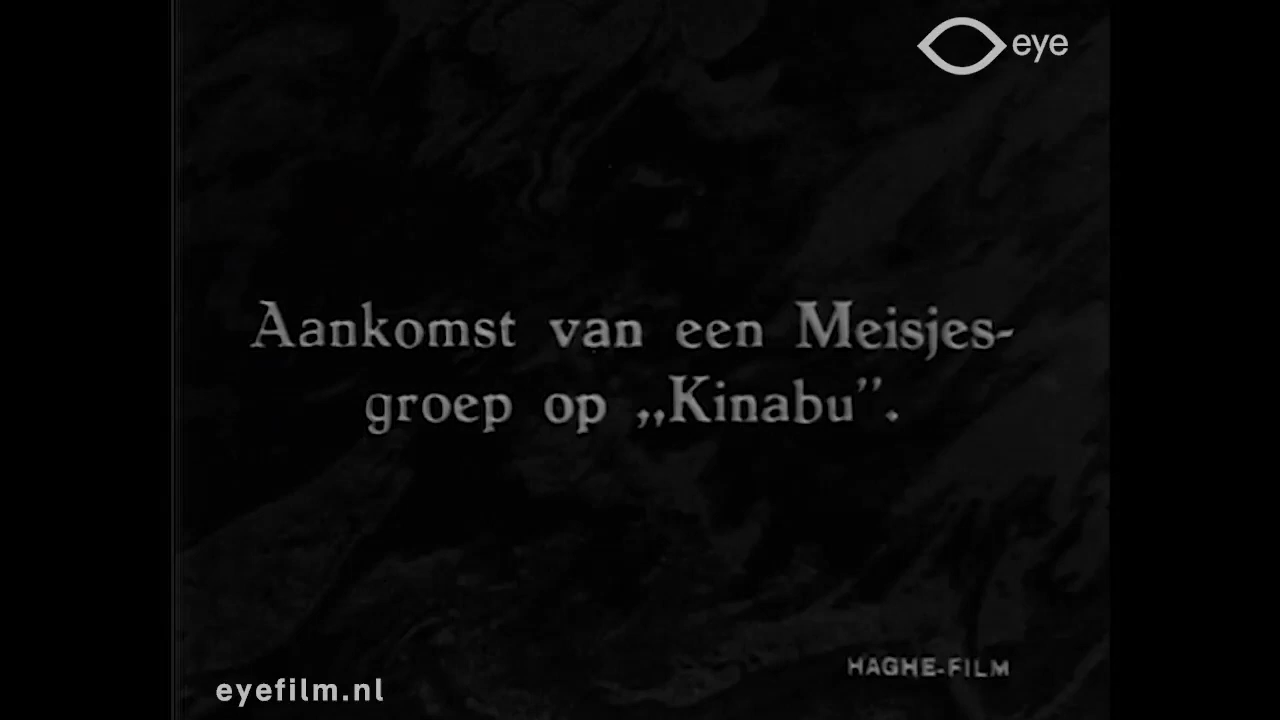 eye
Aankomst van een Meisjes-
groep op „Kinabu”.
HAGHE-FILM
eyefilm.nl